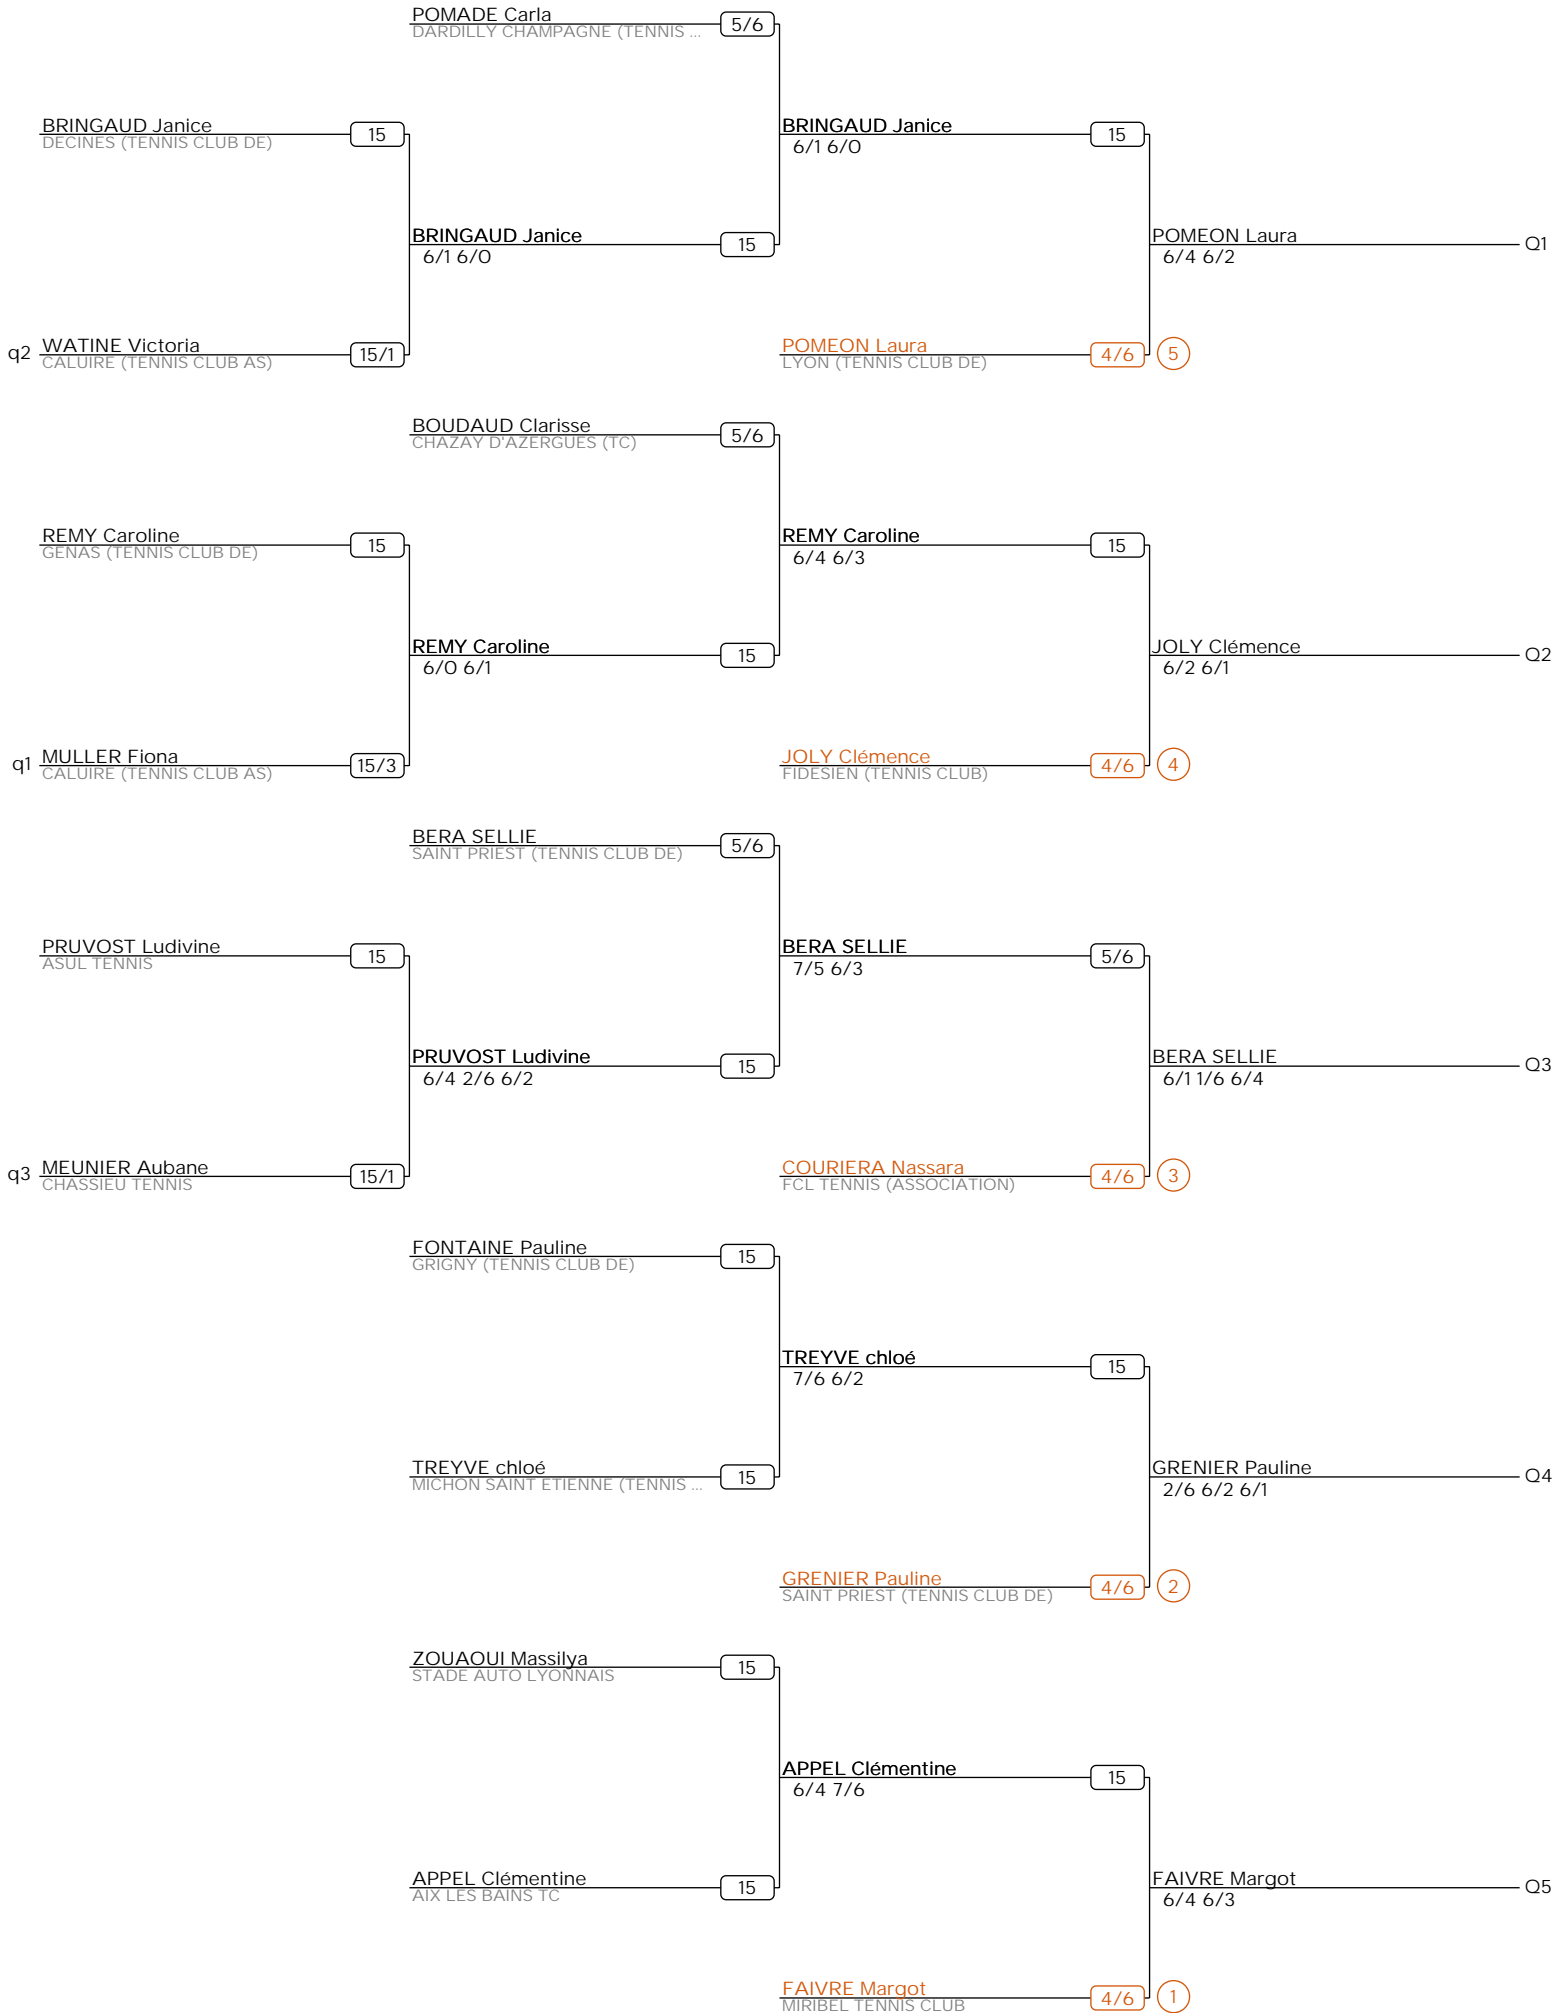 POMADE Carla
DARDILLY CHAMPAGNE (TENNIS ...
5/6
BRINGAUD Janice
DECINES (TENNIS CLUB DE)
15
BRINGAUD Janice
6/1 6/0
15
BRINGAUD Janice
6/1 6/0
15
POMEON Laura
6/4 6/2
Q1
q2
WATINE Victoria
CALUIRE (TENNIS CLUB AS)
15/1
POMEON Laura
LYON (TENNIS CLUB DE)
4/6
5
BOUDAUD Clarisse
CHAZAY D'AZERGUES (TC)
5/6
REMY Caroline
GENAS (TENNIS CLUB DE)
15
REMY Caroline
6/4 6/3
15
REMY Caroline
6/0 6/1
15
JOLY Clémence
6/2 6/1
Q2
q1
MULLER Fiona
CALUIRE (TENNIS CLUB AS)
15/3
JOLY Clémence
FIDESIEN (TENNIS CLUB)
4/6
4
BERA SELLIE
SAINT PRIEST (TENNIS CLUB DE)
5/6
PRUVOST Ludivine
ASUL TENNIS
15
BERA SELLIE
7/5 6/3
5/6
PRUVOST Ludivine
6/4 2/6 6/2
15
BERA SELLIE
6/1 1/6 6/4
Q3
q3
MEUNIER Aubane
CHASSIEU TENNIS
15/1
COURIERA Nassara
FCL TENNIS (ASSOCIATION)
4/6
3
FONTAINE Pauline
GRIGNY (TENNIS CLUB DE)
15
TREYVE chloé
7/6 6/2
15
TREYVE chloé
MICHON SAINT ETIENNE (TENNIS ...
15
GRENIER Pauline
2/6 6/2 6/1
Q4
GRENIER Pauline
SAINT PRIEST (TENNIS CLUB DE)
4/6
2
ZOUAOUI Massilya
STADE AUTO LYONNAIS
15
APPEL Clémentine
6/4 7/6
15
APPEL Clémentine
AIX LES BAINS TC
15
FAIVRE Margot
6/4 6/3
Q5
FAIVRE Margot
MIRIBEL TENNIS CLUB
4/6
1